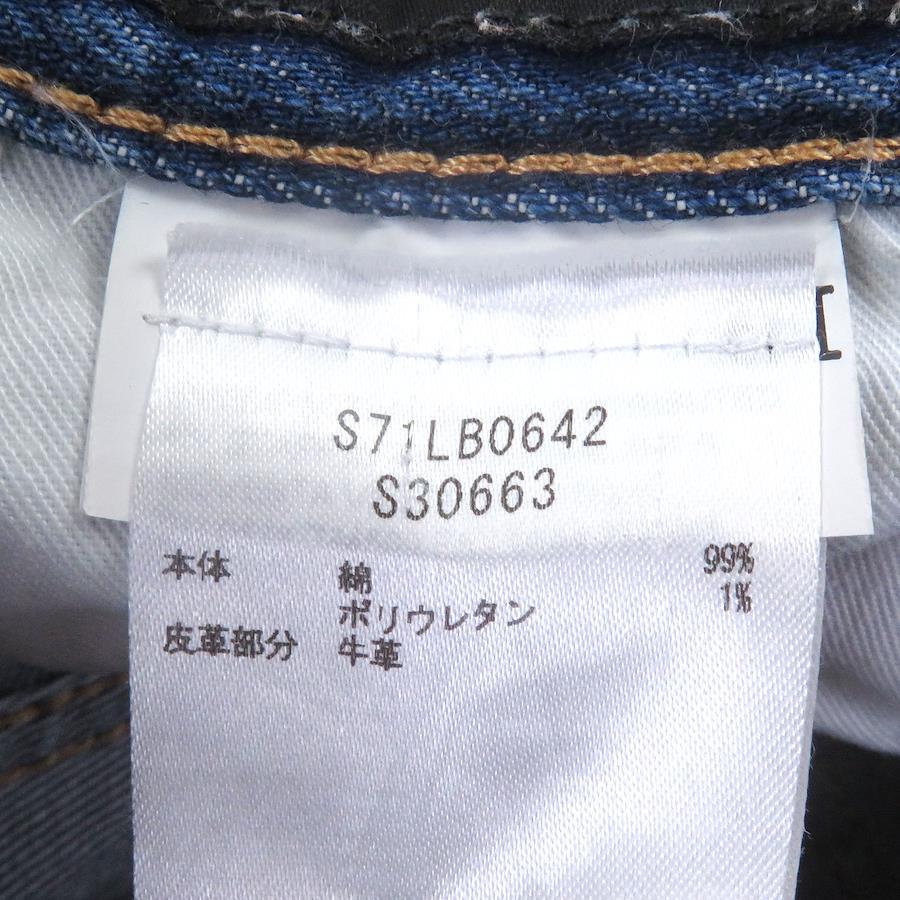 S71LB0642
S30663
本体 綿 99%
ポリウレタン 1%
皮革部分 牛革